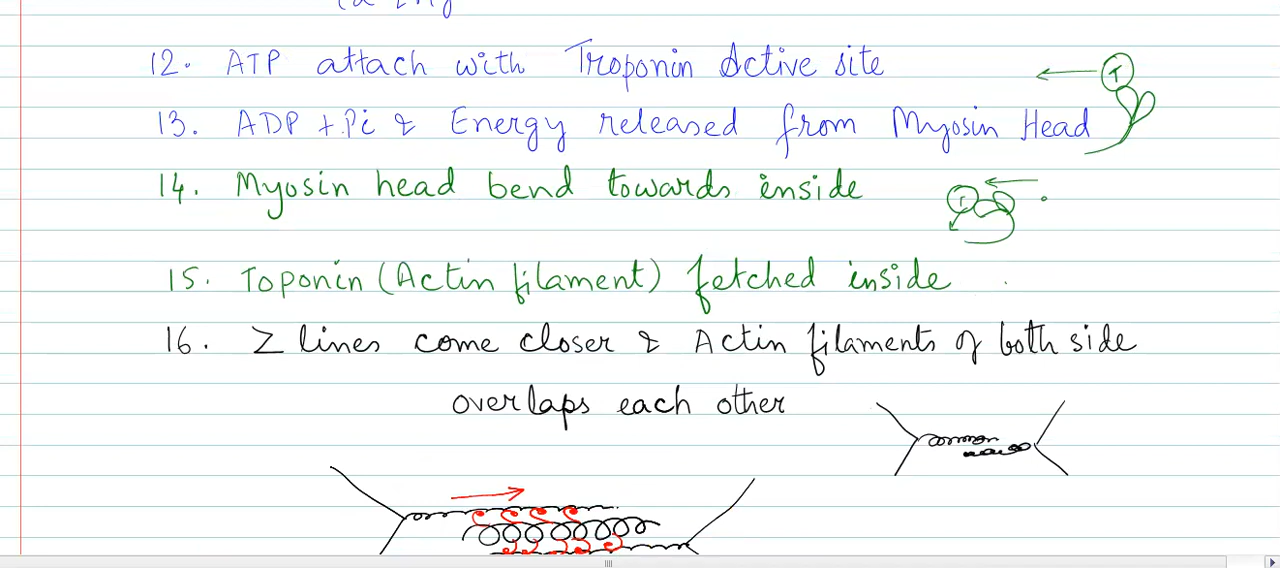 12. ATP attach with Troponin Active site
T
13. ADP + Pi & Energy released from Myosin Head
14. Myosin head bend towards inside
T
15. Toponin (Actin filament) fetched inside
16. Z lines come closer & Actin filaments of both side
overlaps each other